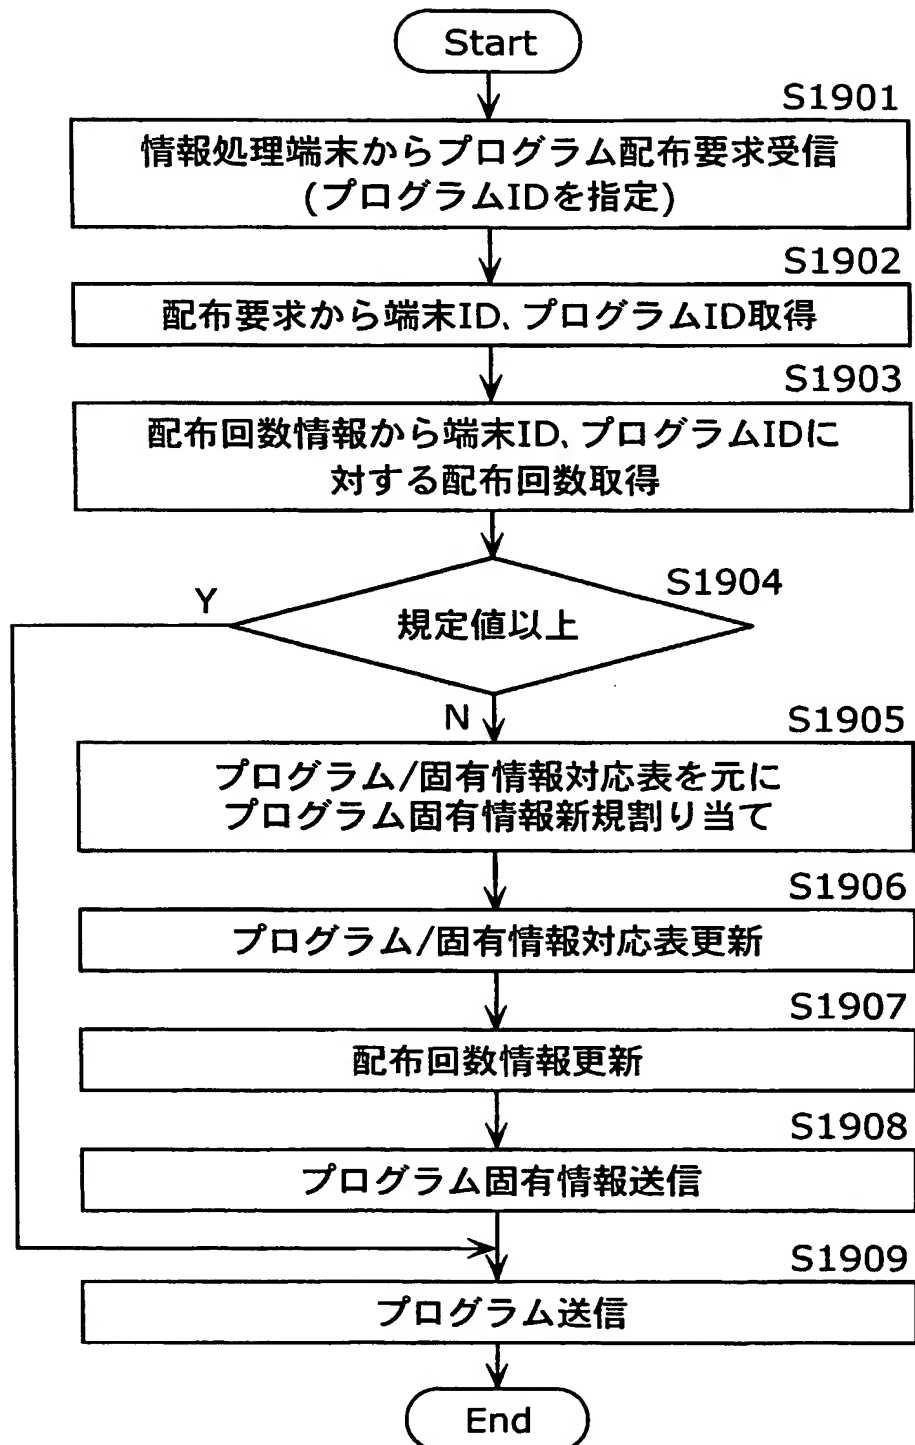 Start
S1901
情報処理端末からプログラム配布要求受信
(プログラムIDを指定)
S1902
配布要求から端末ID、プログラムID取得
S1903
配布回数情報から端末ID、プログラムIDに
対する配布回数取得
S1904
Y
規定値以上
N
S1905
プログラム/固有情報対応表を元に
プログラム固有情報新規割り当て
S1906
プログラム/固有情報対応表更新
S1907
配布回数情報更新
S1908
プログラム固有情報送信
S1909
プログラム送信
End